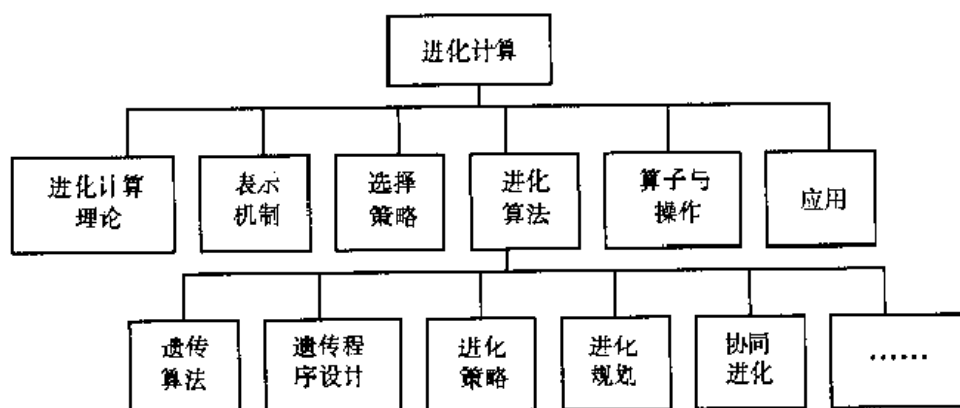 进化计算
进化计算
理论
表示
机制
选择
策略
进化
算法
算子与
操作
应用
遗传
算法
遗传程
序设计
进化
策略
进化
规划
协同
进化
……